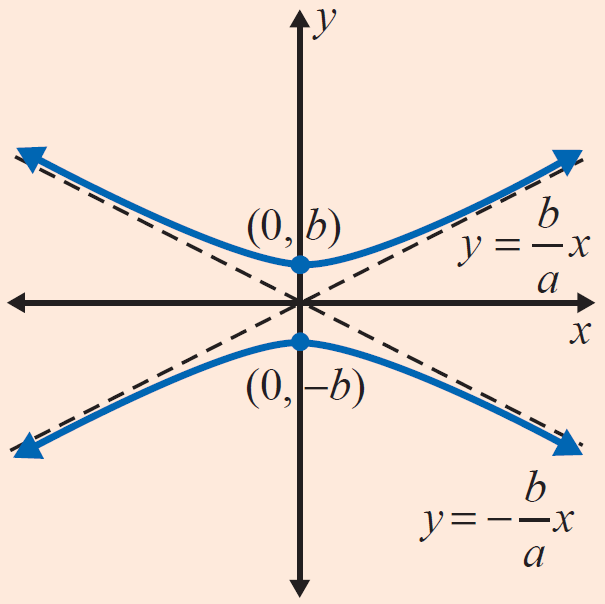 y
(0, b)
y = b/a x
x
(0, −b)
y = − b/a x